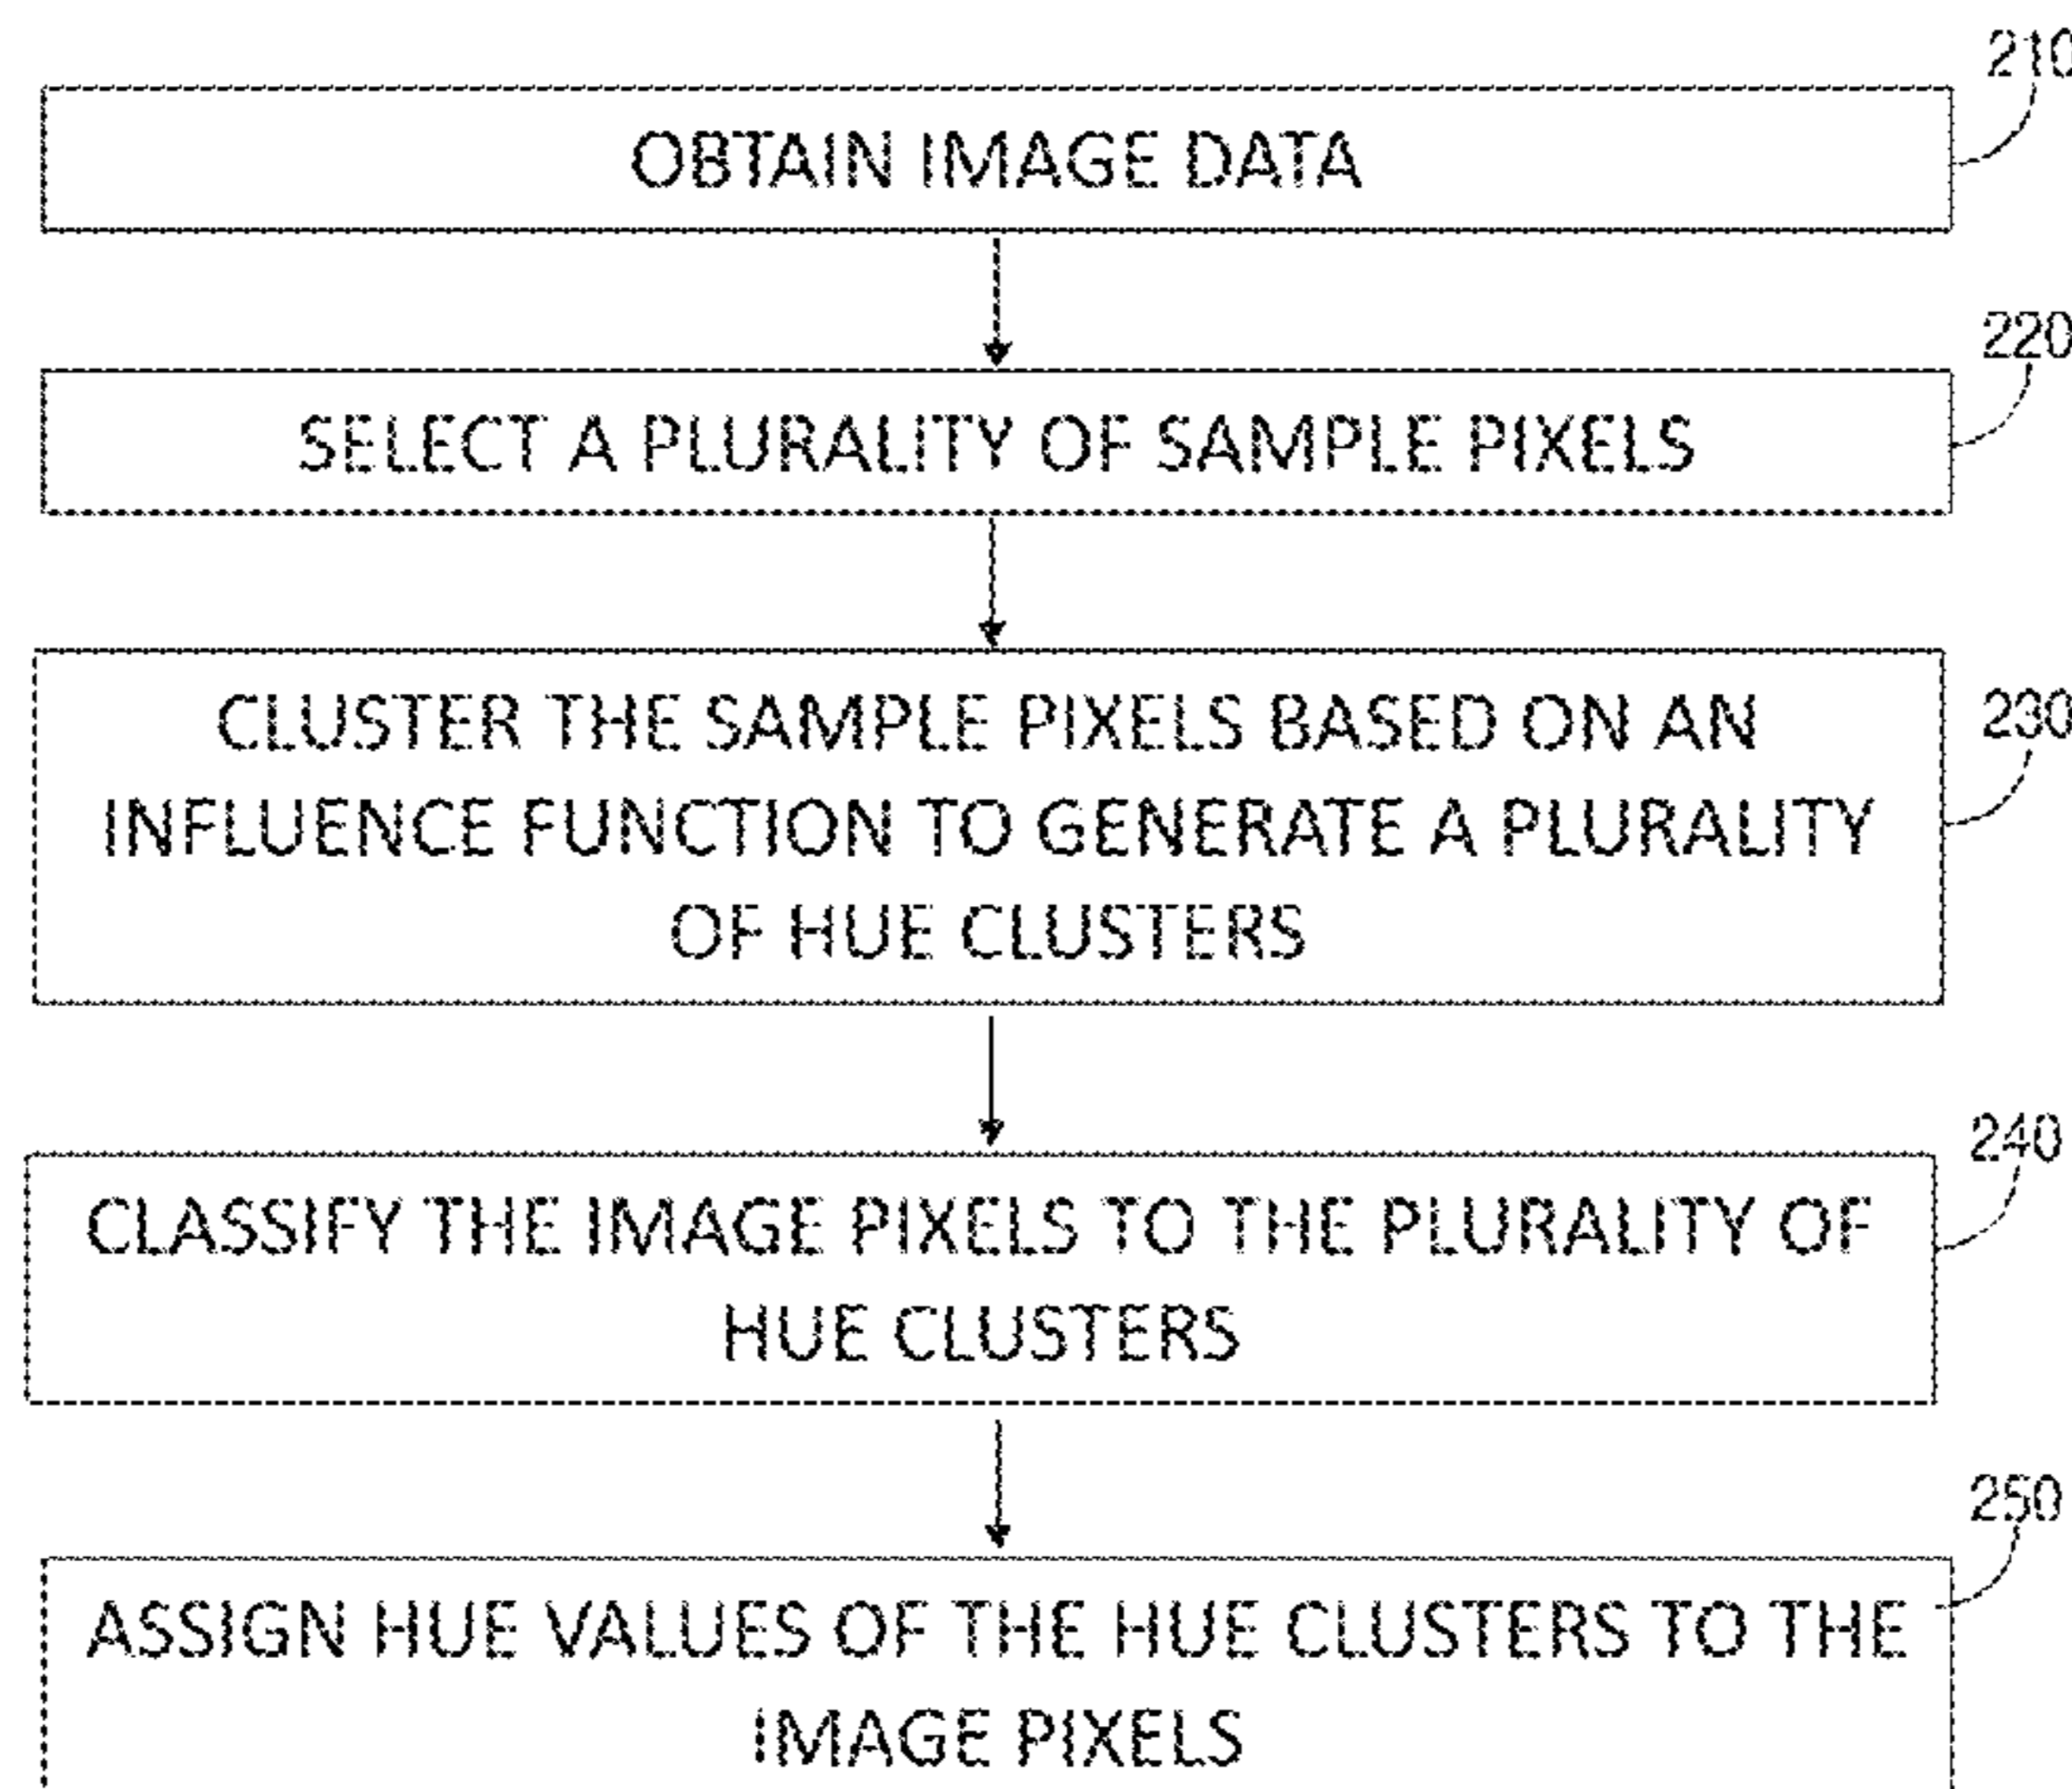 210
OBTAIN IMAGE DATA
220
SELECT A PLURALITY OF SAMPLE PIXELS
230
CLUSTER THE SAMPLE PIXELS BASED ON AN
INFLUENCE FUNCTION TO GENERATE A PLURALITY
OF HUE CLUSTERS
240
CLASSIFY THE IMAGE PIXELS TO THE PLURALITY OF
HUE CLUSTERS
250
ASSIGN HUE VALUES OF THE HUE CLUSTERS TO THE
IMAGE PIXELS